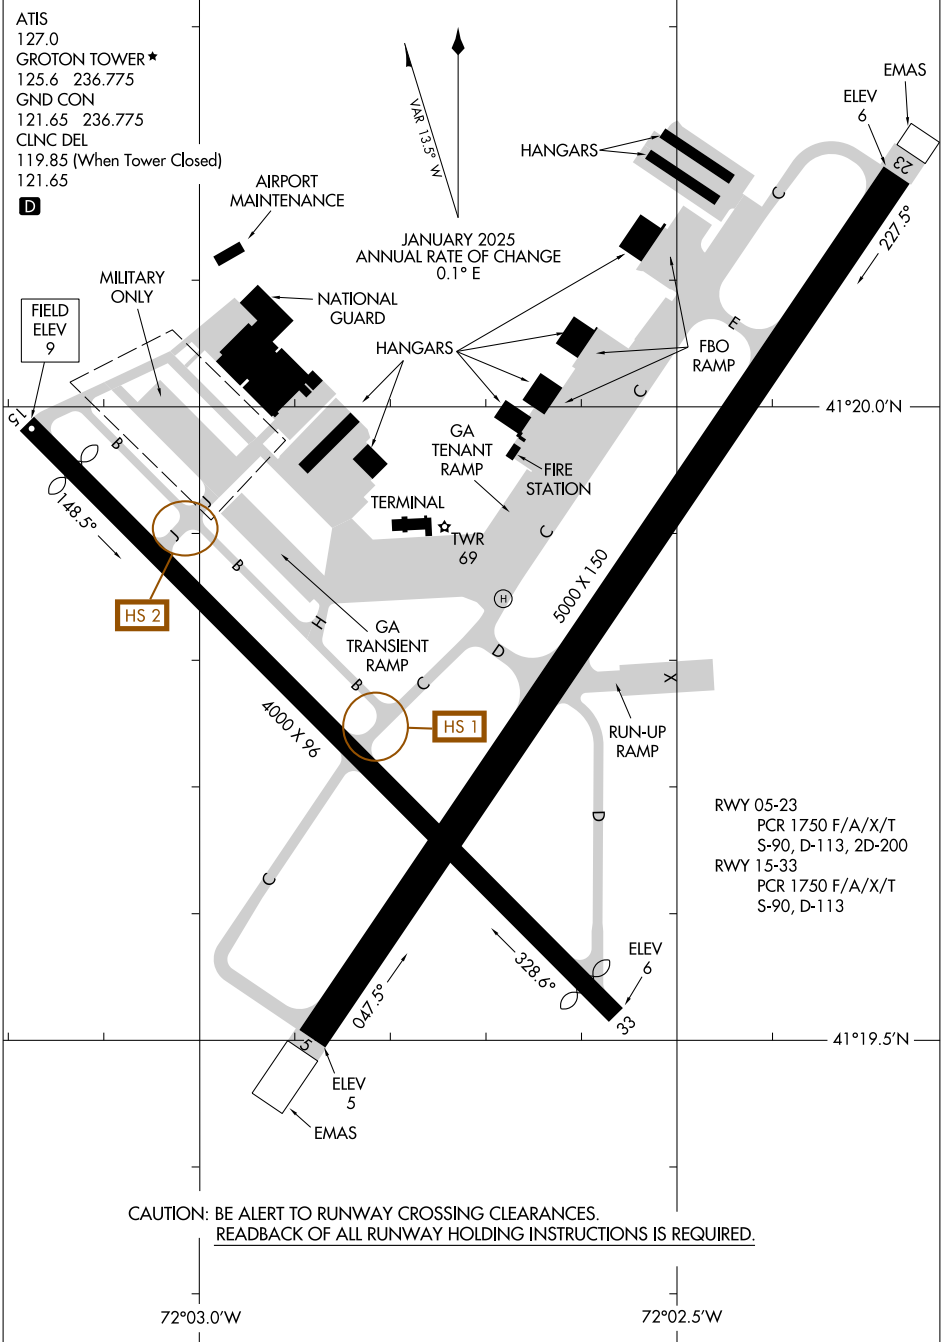 ATIS
127.0
GROTON TOWER★
125.6 236.775
GND CON
121.65 236.775
CLNC DEL
119.85 (When Tower Closed)
121.65
D
VAR 13.5° W
JANUARY 2025
ANNUAL RATE OF CHANGE
0.1° E
EMAS
ELEV
6
23
227.5°
HANGARS
C
AIRPORT
MAINTENANCE
MILITARY
ONLY
NATIONAL
GUARD
FIELD
ELEV
9
HANGARS
E
FBO
RAMP
C
41°20.0'N
15
B
148.5°
J
J
HS 2
B
GA
TENANT
RAMP
FIRE
STATION
TERMINAL
TWR
69
C
H
5000 X 150
H
GA
TRANSIENT
RAMP
D
B
C
X
HS 1
RUN-UP
RAMP
4000 X 96
D
RWY 05-23
PCR 1750 F/A/X/T
S-90, D-113, 2D-200
RWY 15-33
PCR 1750 F/A/X/T
S-90, D-113
C
328.6°
ELEV
6
33
047.5°
5
41°19.5'N
ELEV
5
EMAS
CAUTION: BE ALERT TO RUNWAY CROSSING CLEARANCES.
READBACK OF ALL RUNWAY HOLDING INSTRUCTIONS IS REQUIRED.
72°03.0'W
72°02.5'W